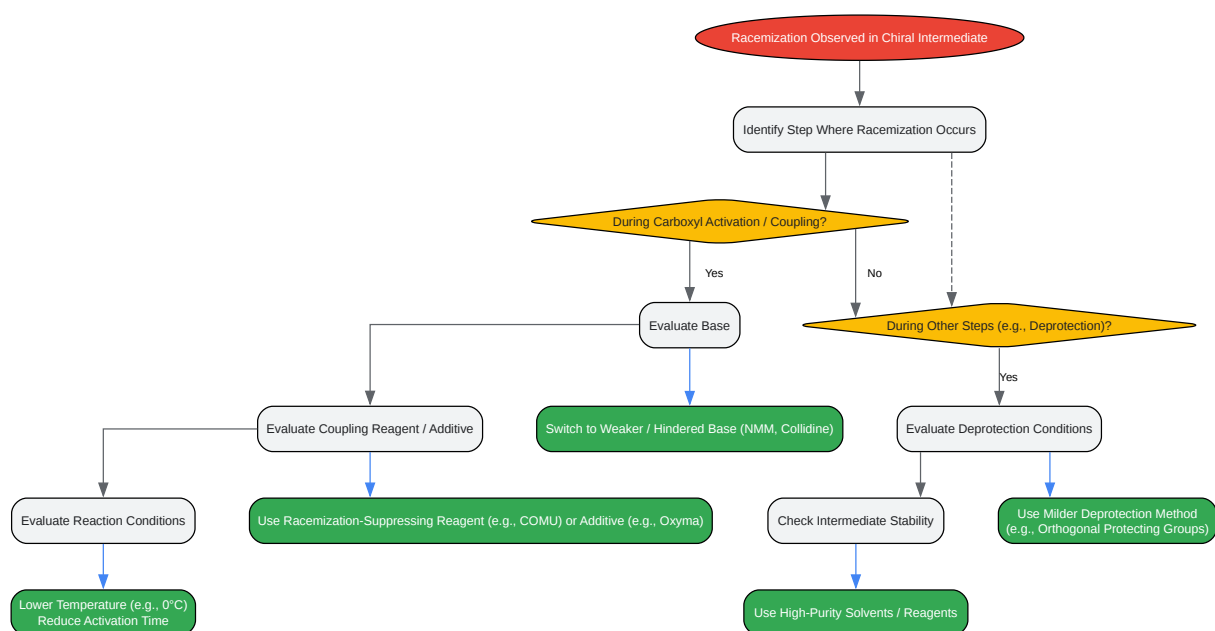 Racemization Observed in Chiral Intermediate
Identify Step Where Racemization Occurs
During Carboxyl Activation / Coupling?
Yes
No
Evaluate Base
During Other Steps (e.g., Deprotection)?
Yes
Evaluate Coupling Reagent / Additive
Switch to Weaker / Hindered Base (NMM, Collidine)
Evaluate Deprotection Conditions
Evaluate Reaction Conditions
Use Racemization-Suppressing Reagent (e.g., COMU) or Additive (e.g., Oxyma)
Check Intermediate Stability
Use Milder Deprotection Method
(e.g., Orthogonal Protecting Groups)
Lower Temperature (e.g., 0°C)
Reduce Activation Time
Use High-Purity Solvents / Reagents